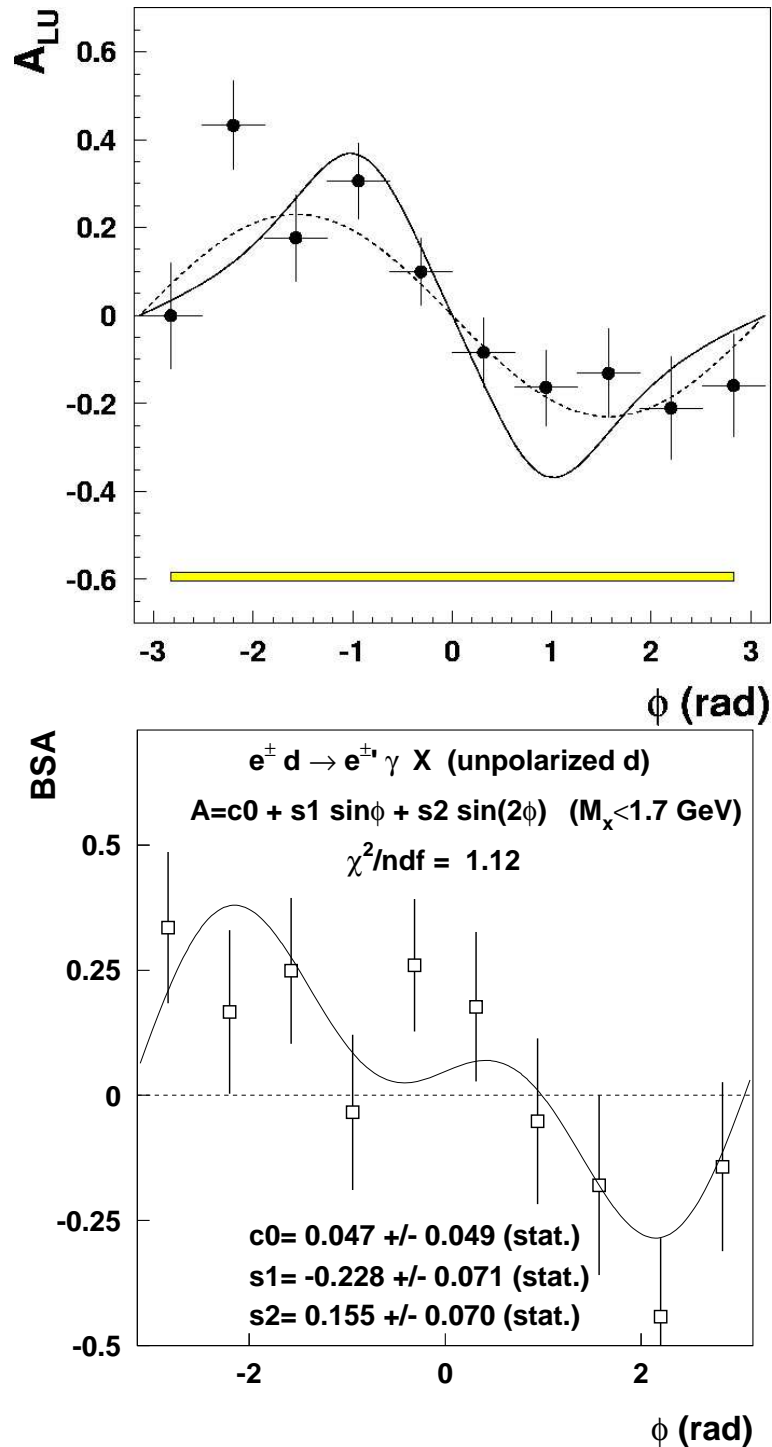 A_LU
0.6
0.4
0.2
0
-0.2
-0.4
-0.6
-3 -2 -1 0 1 2 3
ϕ (rad)
BSA
e± d → e±' γ X (unpolarized d)
A=c0 + s1 sinϕ + s2 sin(2ϕ) (M_x<1.7 GeV)
χ²/ndf = 1.12
0.5
0.25
0
-0.25
-0.5
c0= 0.047 +/- 0.049 (stat.)
s1= -0.228 +/- 0.071 (stat.)
s2= 0.155 +/- 0.070 (stat.)
-2 0 2
ϕ (rad)